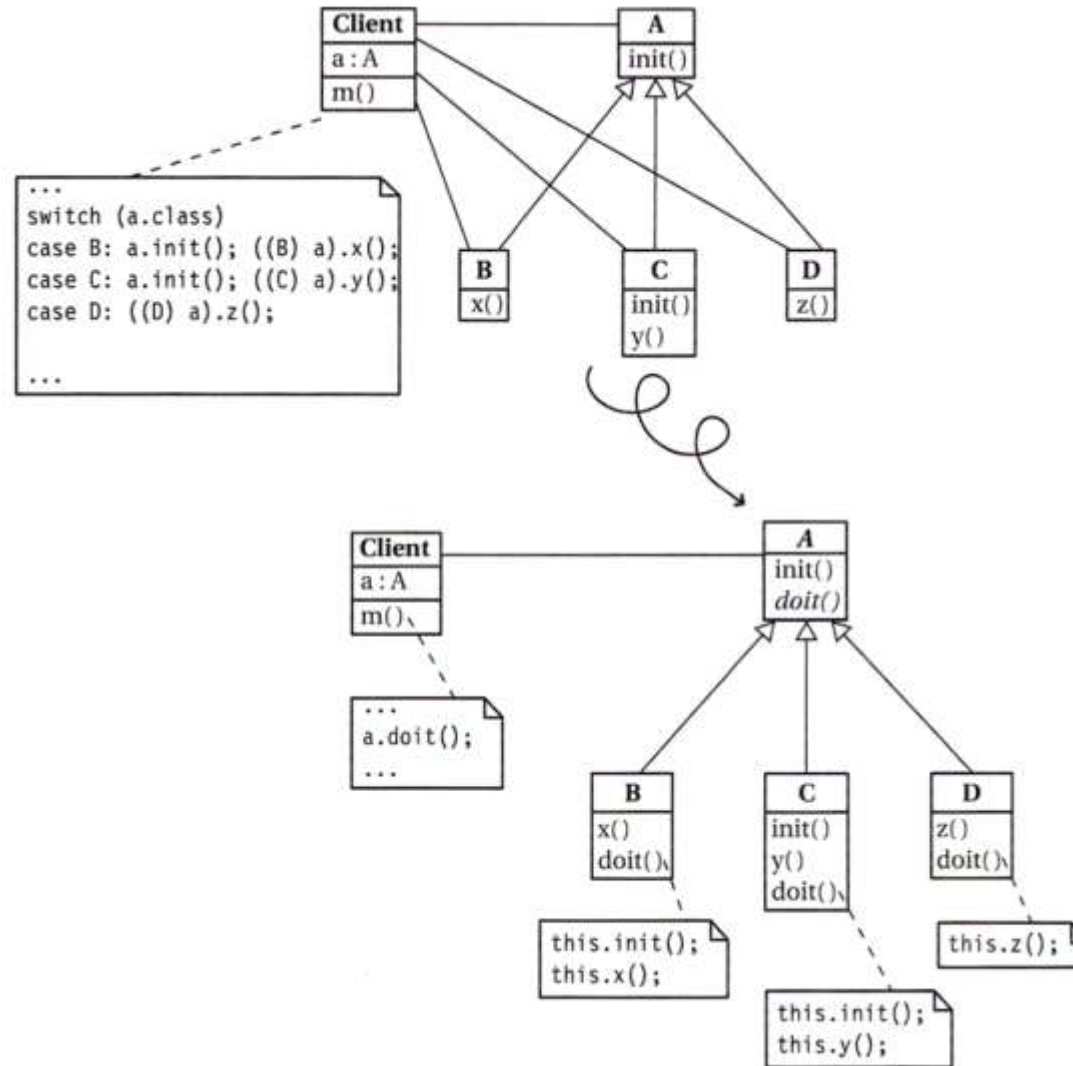 Client
a : A
m()
A
init()
...
switch (a.class)
case B: a.init(); ((B) a).x();
case C: a.init(); ((C) a).y();
case D: ((D) a).z();
...
B
x()
C
init()
y()
D
z()
Client
a : A
m()
A
init()
doit()
...
a.doit();
...
B
x()
doit()
C
init()
y()
doit()
D
z()
doit()
this.init();
this.x();
this.init();
this.y();
this.z();